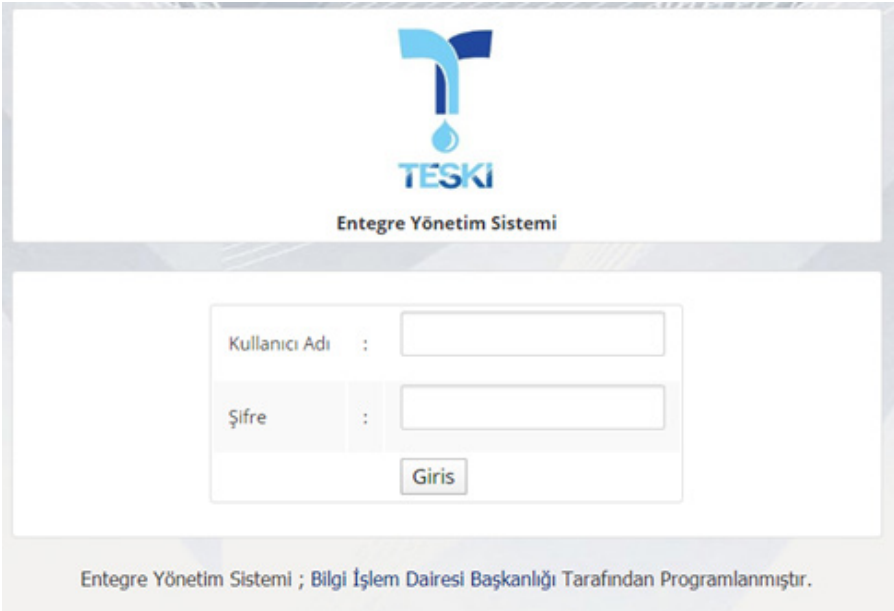 TESKİ
Entegre Yönetim Sistemi
Kullanıcı Adı :
Şifre :
Giris
Entegre Yönetim Sistemi ; Bilgi İşlem Dairesi Başkanlığı Tarafından Programlanmıştır.